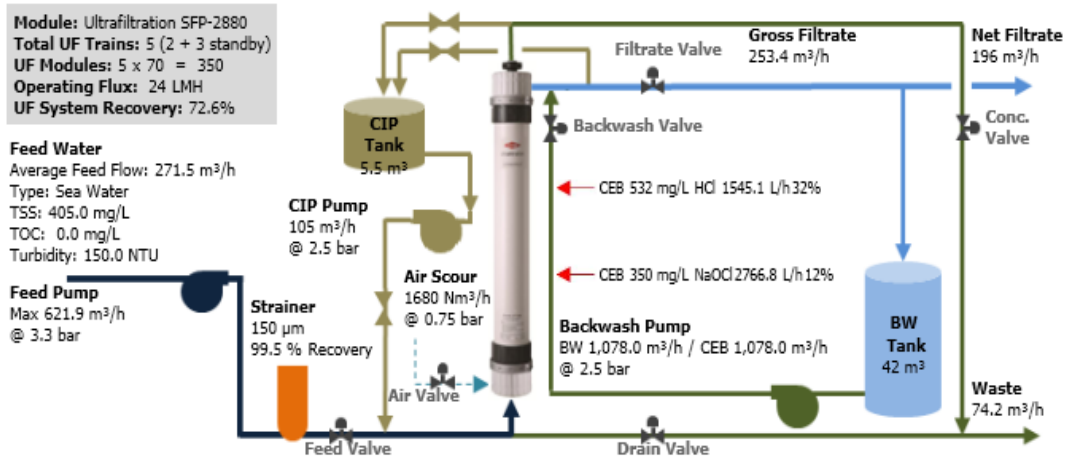 Module: Ultrafiltration SFP-2880
Total UF Trains: 5 (2 + 3 standby)
UF Modules: 5 x 70 = 350
Operating Flux: 24 LMH
UF System Recovery: 72.6%
Feed Water
Average Feed Flow: 271.5 m³/h
Type: Sea Water
TSS: 405.0 mg/L
TOC: 0.0 mg/L
Turbidity: 150.0 NTU
Feed Pump
Max 621.9 m³/h
@ 3.3 bar
Strainer
150 µm
99.5 % Recovery
Feed Valve
CIP
Tank
5.5 m³
CIP Pump
105 m³/h
@ 2.5 bar
Air Scour
1680 Nm³/h
@ 0.75 bar
Air Valve
Filtrate Valve
Gross Filtrate
253.4 m³/h
Net Filtrate
196 m³/h
Backwash Valve
Conc.
Valve
CEB 532 mg/L HCl 1545.1 L/h 32%
CEB 350 mg/L NaOCl 2766.8 L/h 12%
Backwash Pump
BW 1,078.0 m³/h / CEB 1,078.0 m³/h
@ 2.5 bar
BW
Tank
42 m³
Drain Valve
Waste
74.2 m³/h